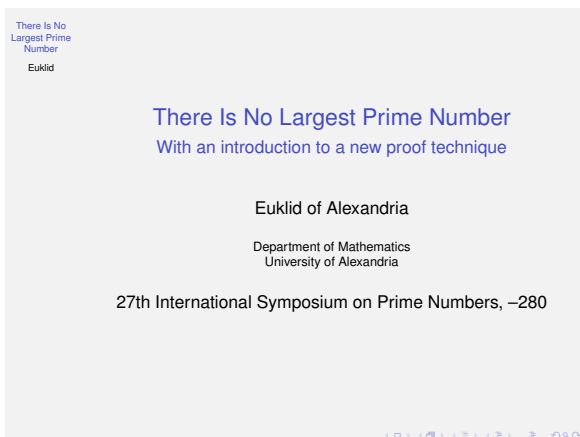 There Is No
Largest Prime
Number
Euklid
There Is No Largest Prime Number
With an introduction to a new proof technique
Euklid of Alexandria
Department of Mathematics
University of Alexandria
27th International Symposium on Prime Numbers, –280